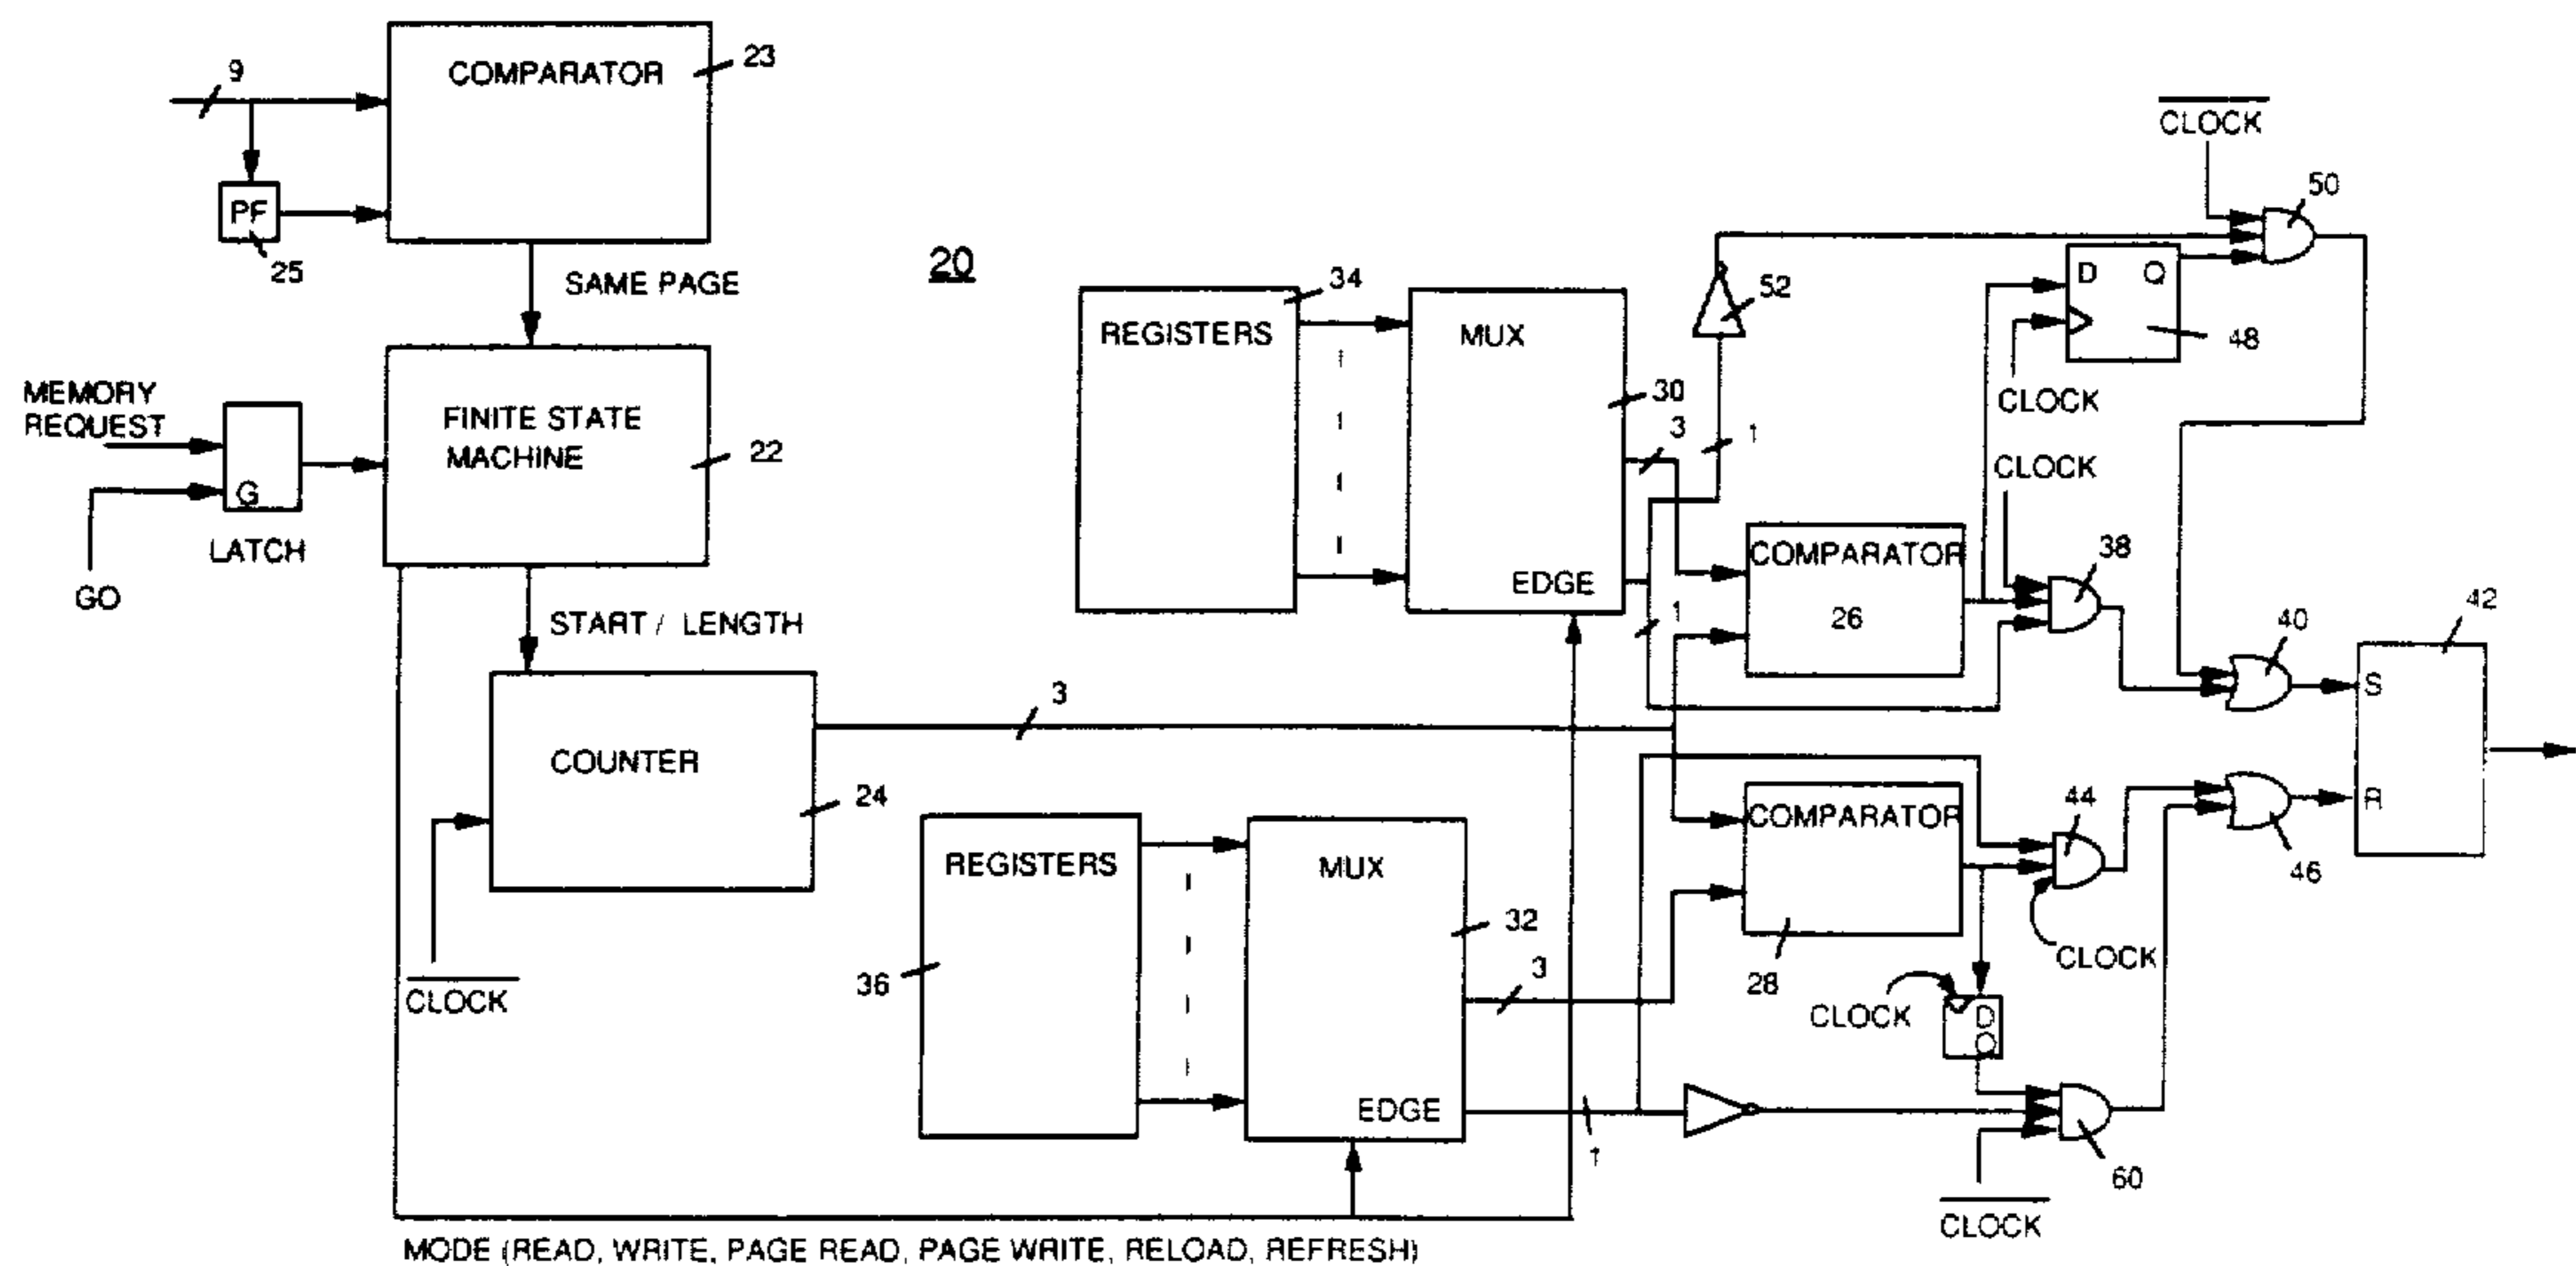 9
COMPARATOR
23
PF
25
SAME PAGE
20
MEMORY
REQUEST
G
LATCH
GO
FINITE STATE
MACHINE
22
START / LENGTH
COUNTER
24
CLOCK
3
REGISTERS
34
MUX
EDGE
30
3
1
1
52
COMPARATOR
26
CLOCK
50
D Q
48
CLOCK
CLOCK
38
40
42
S
R
REGISTERS
36
MUX
EDGE
32
3
1
COMPARATOR
28
44
CLOCK
46
CLOCK
D
Q
60
CLOCK
MODE (READ, WRITE, PAGE READ, PAGE WRITE, RELOAD, REFRESH)